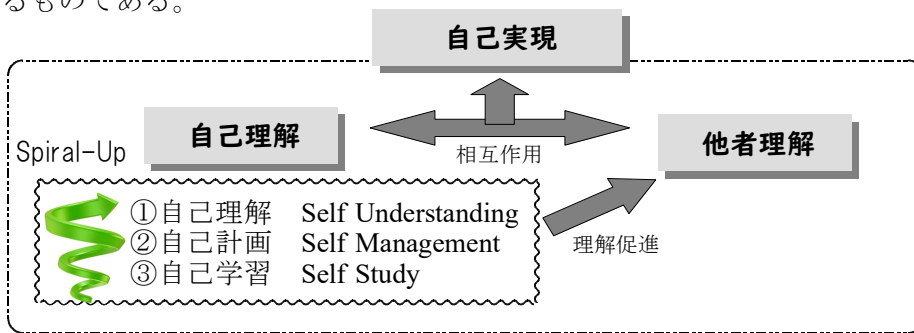 るものである。
自己実現
Spiral-Up
自己理解
相互作用
他者理解
①自己理解 Self Understanding
②自己計画 Self Management
③自己学習 Self Study
理解促進